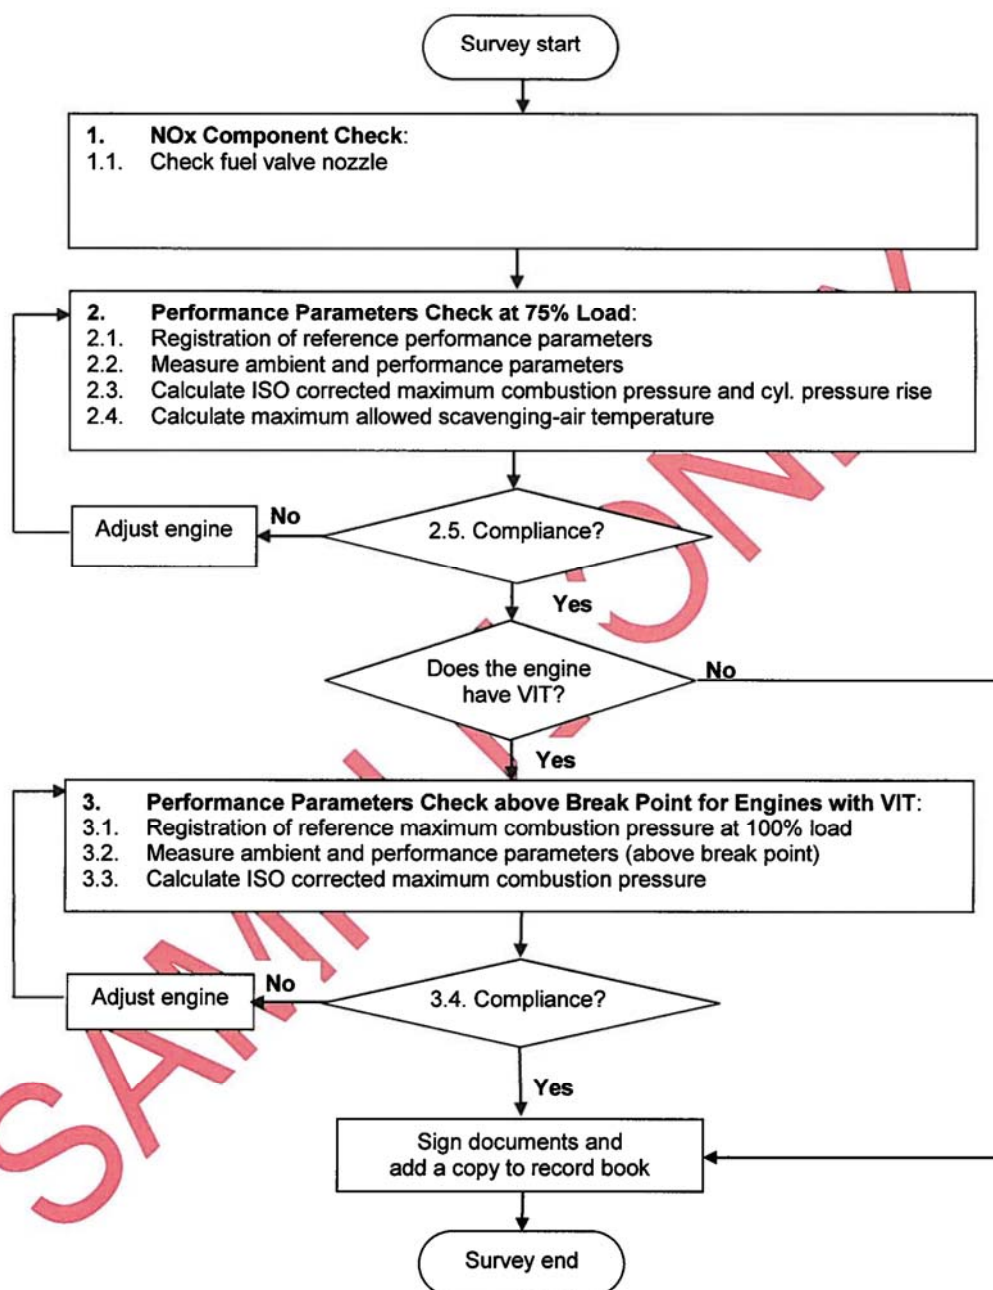 Survey start
1. NOx Component Check:
1.1. Check fuel valve nozzle
2. Performance Parameters Check at 75% Load:
2.1. Registration of reference performance parameters
2.2. Measure ambient and performance parameters
2.3. Calculate ISO corrected maximum combustion pressure and cyl. pressure rise
2.4. Calculate maximum allowed scavenging-air temperature
Adjust engine
No
2.5. Compliance?
Yes
Does the engine
have VIT?
No
Yes
3. Performance Parameters Check above Break Point for Engines with VIT:
3.1. Registration of reference maximum combustion pressure at 100% load
3.2. Measure ambient and performance parameters (above break point)
3.3. Calculate ISO corrected maximum combustion pressure
Adjust engine
No
3.4. Compliance?
Yes
Sign documents and
add a copy to record book
Survey end